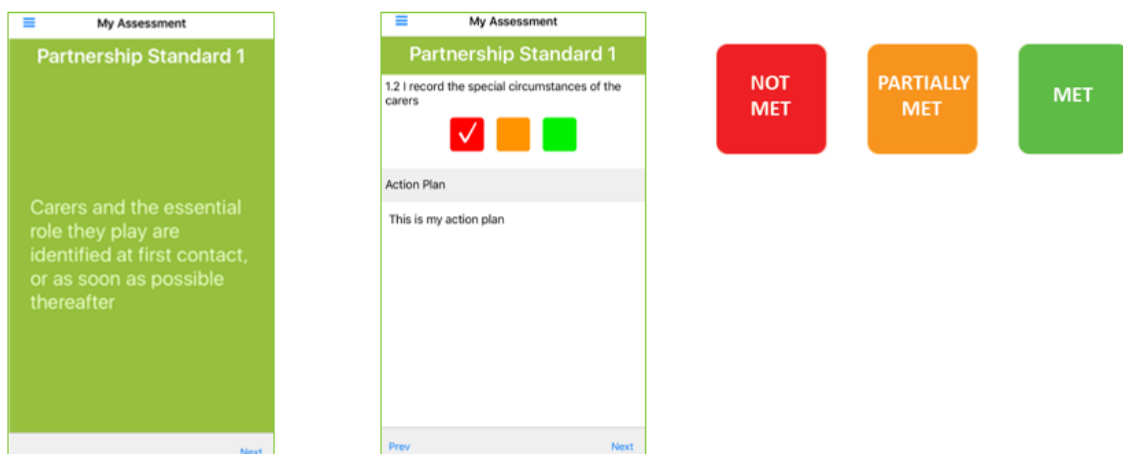 My Assessment
Partnership Standard 1
Carers and the essential
role they play are
identified at first contact,
or as soon as possible
thereafter
Next
My Assessment
Partnership Standard 1
1.2 I record the special circumstances of the
carers
Action Plan
This is my action plan
Prev
Next
NOT
MET
PARTIALLY
MET
MET